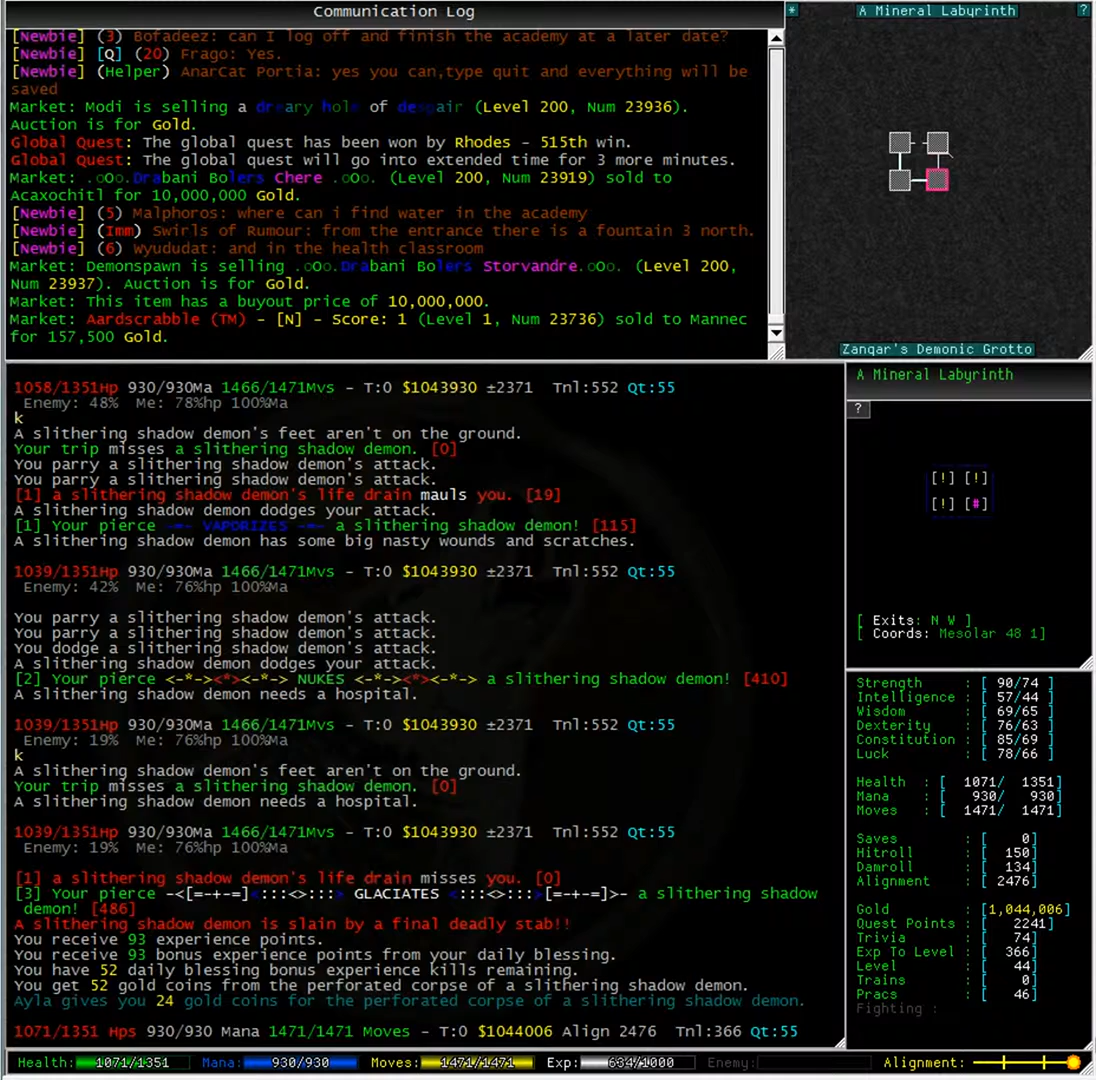 Communication Log
[Newbie] (3) Bofadeez: can I log off and finish the academy at a later date?
[Newbie] [Q] (20) Frago: Yes.
[Newbie] (Helper) AnarCat Portia: yes you can,type quit and everything will be
saved
Market: Modi is selling a dreary hole of despair (Level 200, Num 23936).
Auction is for Gold.
Global Quest: The global quest has been won by Rhodes - 515th win.
Global Quest: The global quest will go into extended time for 3 more minutes.
Market: .oOo.Drabani Bolers Chere .oOo. (Level 200, Num 23919) sold to
Acaxochitl for 10,000,000 Gold.
[Newbie] (5) Malphoros: where can i find water in the academy
[Newbie] (Imm) Swirls of Rumour: from the entrance there is a fountain 3 north.
[Newbie] (6) Wyududat: and in the health classroom
Market: Demonspawn is selling .oOo.Drabani Bolers Storvandre.oOo. (Level 200,
Num 23937). Auction is for Gold.
Market: This item has a buyout price of 10,000,000.
Market: Aardscrabble (TM) - [N] - Score: 1 (Level 1, Num 23736) sold to Mannec
for 157,500 Gold.
* A Mineral Labyrinth ?
Zangar's Demonic Grotto
1058/1351Hp 930/930Ma 1466/1471Mvs - T:0 $1043930 ±2371 Tnl:552 Qt:55
Enemy: 48% Me: 78%hp 100%Ma
k
A slithering shadow demon's feet aren't on the ground.
Your trip misses a slithering shadow demon. [0]
You parry a slithering shadow demon's attack.
You parry a slithering shadow demon's attack.
[1] a slithering shadow demon's life drain mauls you. [19]
A slithering shadow demon dodges your attack.
[1] Your pierce -=- VAPORIZES -=- a slithering shadow demon! [115]
A slithering shadow demon has some big nasty wounds and scratches.
1039/1351Hp 930/930Ma 1466/1471Mvs - T:0 $1043930 ±2371 Tnl:552 Qt:55
Enemy: 42% Me: 76%hp 100%Ma
You parry a slithering shadow demon's attack.
You parry a slithering shadow demon's attack.
You dodge a slithering shadow demon's attack.
A slithering shadow demon dodges your attack.
[2] Your pierce <-*-><*><-*-> NUKES <-*-><*><-*-> a slithering shadow demon! [410]
A slithering shadow demon needs a hospital.
1039/1351Hp 930/930Ma 1466/1471Mvs - T:0 $1043930 ±2371 Tnl:552 Qt:55
Enemy: 19% Me: 76%hp 100%Ma
k
A slithering shadow demon's feet aren't on the ground.
Your trip misses a slithering shadow demon. [0]
A slithering shadow demon needs a hospital.
1039/1351Hp 930/930Ma 1466/1471Mvs - T:0 $1043930 ±2371 Tnl:552 Qt:55
Enemy: 19% Me: 76%hp 100%Ma
[1] a slithering shadow demon's life drain misses you. [0]
[3] Your pierce -<[=-+-=]<:::<>:::> GLACIATES <:::<>:::>[=-+-=]>- a slithering shadow
demon! [486]
A slithering shadow demon is slain by a final deadly stab!!
You receive 93 experience points.
You receive 93 bonus experience points from your daily blessing.
You have 52 daily blessing bonus experience kills remaining.
You get 52 gold coins from the perforated corpse of a slithering shadow demon.
Ayla gives you 24 gold coins for the perforated corpse of a slithering shadow demon.
1071/1351 Hps 930/930 Mana 1471/1471 Moves - T:0 $1044006 Align 2476 Tnl:366 Qt:55
A Mineral Labyrinth
?
[!] [!]
[!] [#]
[ Exits: N W ]
[ Coords: Mesolar 48 1]
Strength : [ 90/74 ]
Intelligence : [ 57/44 ]
Wisdom : [ 69/65 ]
Dexterity : [ 76/63 ]
Constitution : [ 85/69 ]
Luck : [ 78/66 ]
Health : [ 1071/ 1351]
Mana : [ 930/ 930]
Moves : [ 1471/ 1471]
Saves : [ 0]
Hitroll : [ 150]
Damroll : [ 134]
Alignment : [ 2476]
Gold : [1,044,006]
Quest Points : [ 2241]
Trivia : [ 74]
Exp To Level : [ 366]
Level : [ 44]
Trains : [ 0]
Pracs : [ 46]
Fighting :
Health: 1071/1351 Mana: 930/930 Moves: 1471/1471 Exp: 634/1000 Enemy: Alignment: